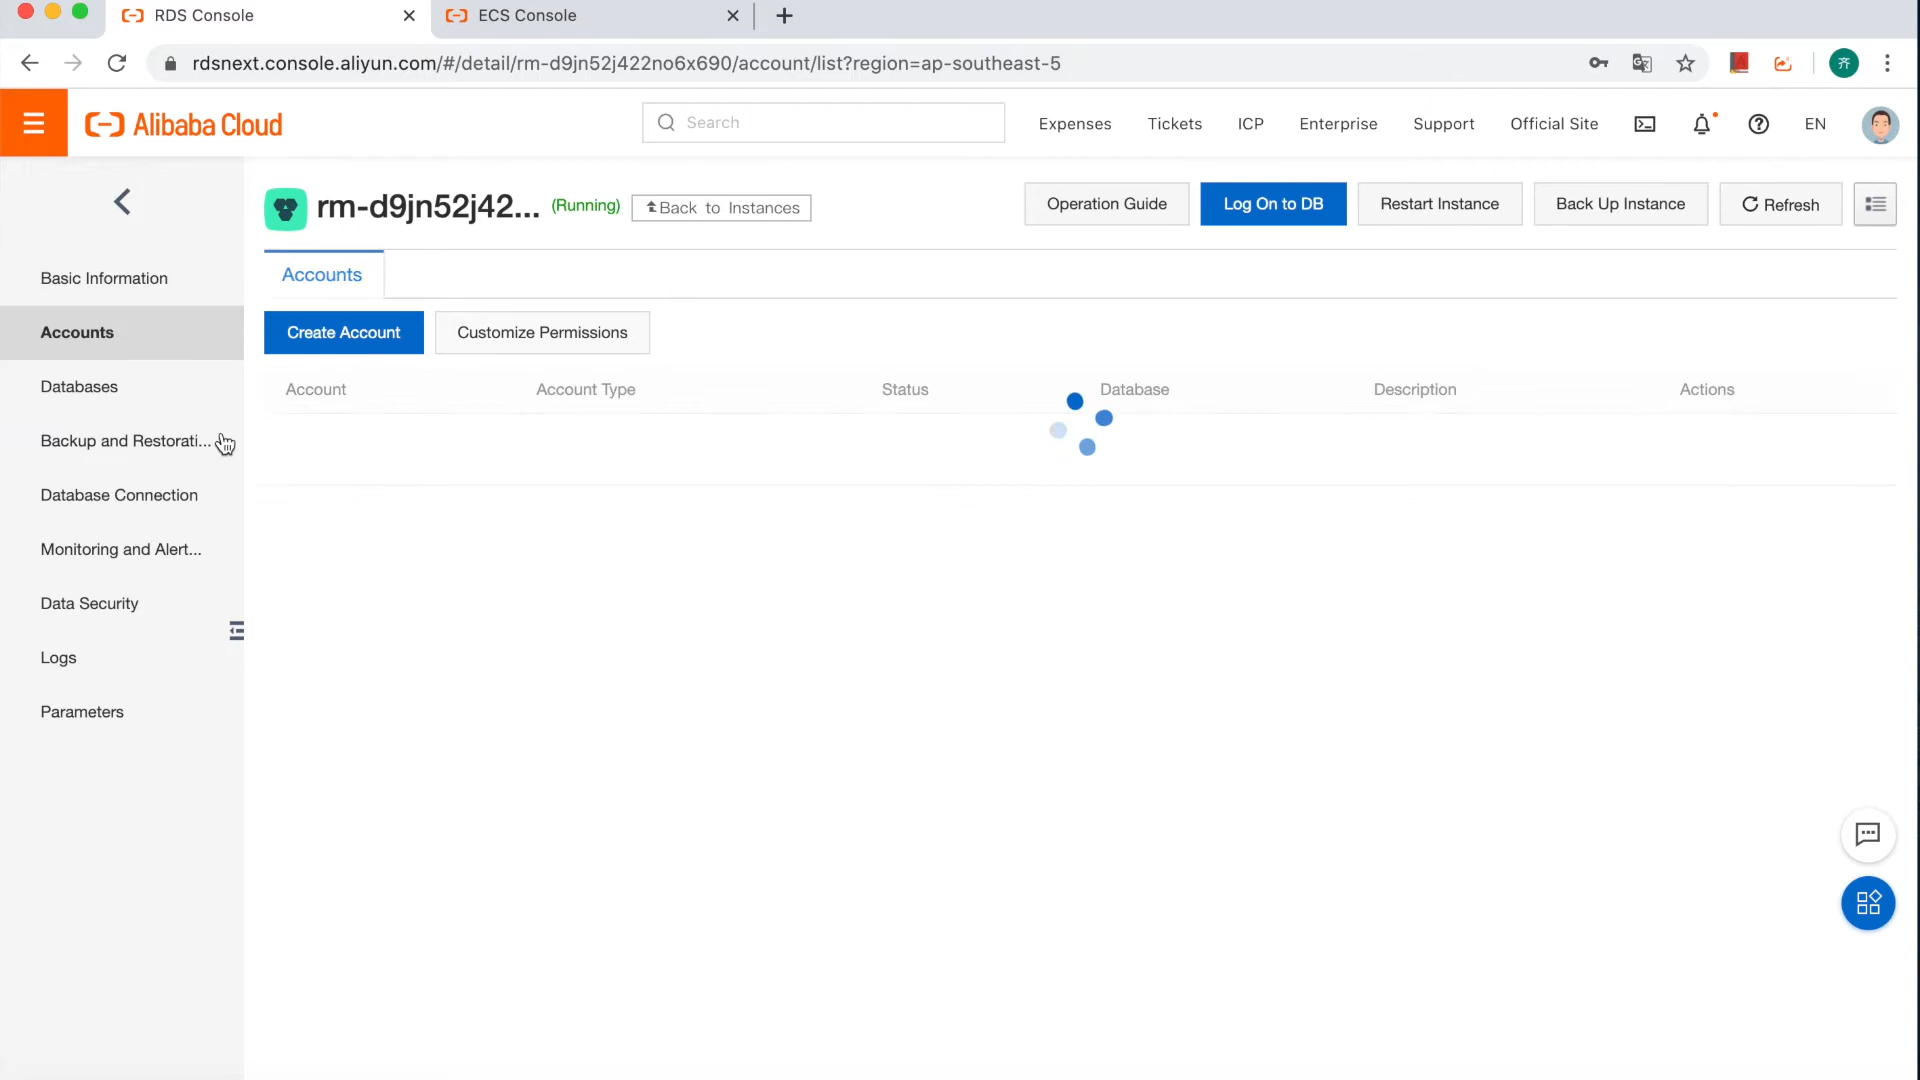 RDS Console
ECS Console
rdsnext.console.aliyun.com/#/detail/rm-d9jn52j422no6x690/account/list?region=ap-southeast-5
齐
Alibaba Cloud
Search
Expenses
Tickets
ICP
Enterprise
Support
Official Site
EN
rm-d9jn52j42...
(Running)
Back to Instances
Operation Guide
Log On to DB
Restart Instance
Back Up Instance
Refresh
Basic Information
Accounts
Databases
Backup and Restorati...
Database Connection
Monitoring and Alert...
Data Security
Logs
Parameters
Accounts
Create Account
Customize Permissions
Account
Account Type
Status
Database
Description
Actions